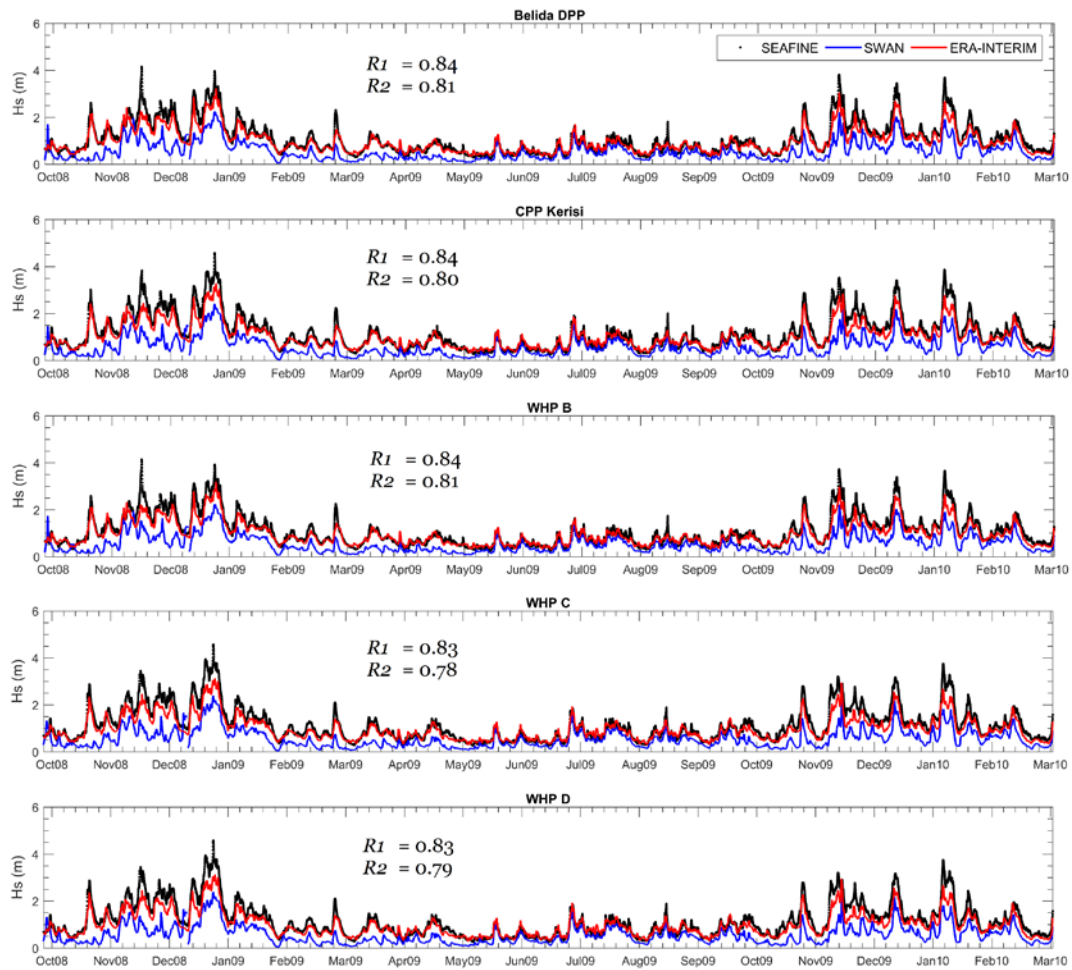 Belida DPP
SEAFINE SWAN ERA-INTERIM
R1 = 0.84
R2 = 0.81
Hs (m)
6
4
2
0
Oct08 Nov08 Dec08 Jan09 Feb09 Mar09 Apr09 May09 Jun09 Jul09 Aug09 Sep09 Oct09 Nov09 Dec09 Jan10 Feb10 Mar10
CPP Kerisi
R1 = 0.84
R2 = 0.80
Hs (m)
6
4
2
0
Oct08 Nov08 Dec08 Jan09 Feb09 Mar09 Apr09 May09 Jun09 Jul09 Aug09 Sep09 Oct09 Nov09 Dec09 Jan10 Feb10 Mar10
WHP B
R1 = 0.84
R2 = 0.81
Hs (m)
6
4
2
0
Oct08 Nov08 Dec08 Jan09 Feb09 Mar09 Apr09 May09 Jun09 Jul09 Aug09 Sep09 Oct09 Nov09 Dec09 Jan10 Feb10 Mar10
WHP C
R1 = 0.83
R2 = 0.78
Hs (m)
6
4
2
0
Oct08 Nov08 Dec08 Jan09 Feb09 Mar09 Apr09 May09 Jun09 Jul09 Aug09 Sep09 Oct09 Nov09 Dec09 Jan10 Feb10 Mar10
WHP D
R1 = 0.83
R2 = 0.79
Hs (m)
6
4
2
0
Oct08 Nov08 Dec08 Jan09 Feb09 Mar09 Apr09 May09 Jun09 Jul09 Aug09 Sep09 Oct09 Nov09 Dec09 Jan10 Feb10 Mar10